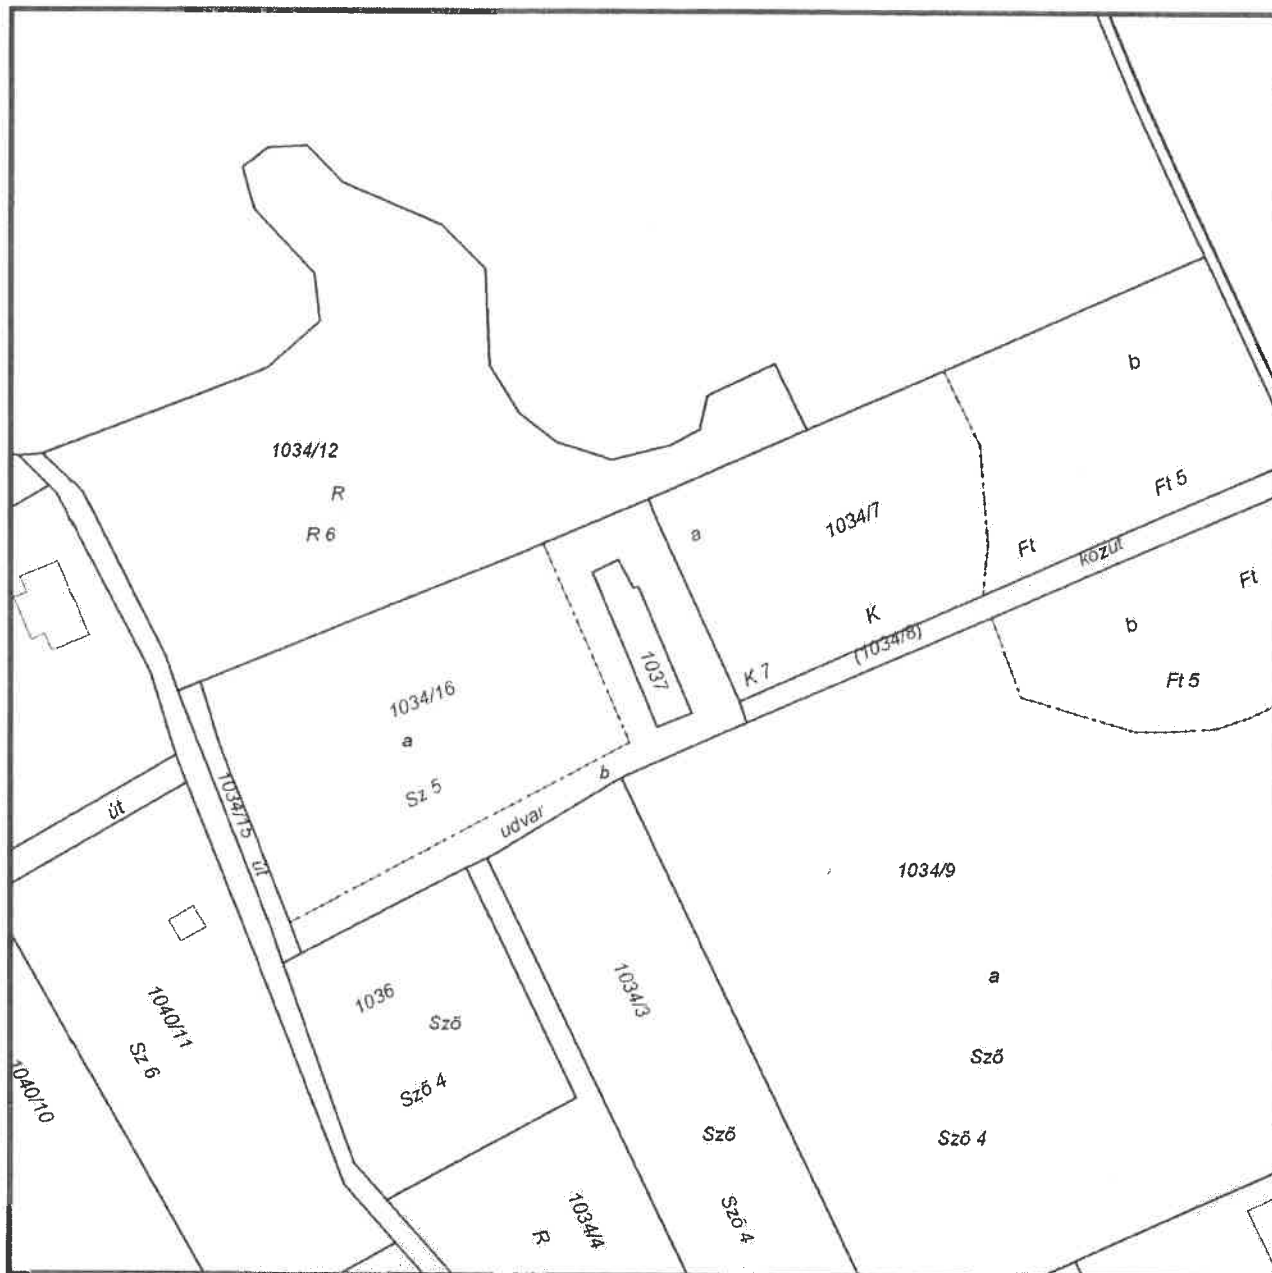 b
1034/12
R
Ft 5
1034/7
a
R 6
Ft
közút
Ft
K
b
(1034/8)
1037
K 7
Ft 5
1034/16
a
b
Sz 5
1034/15
út
udvar
út
1034/9
a
1034/3
1036
Sző
1040/11
Sz 6
Sző
Sző 4
1040/10
Sző
Sző 4
1034/4
Sző 4
R